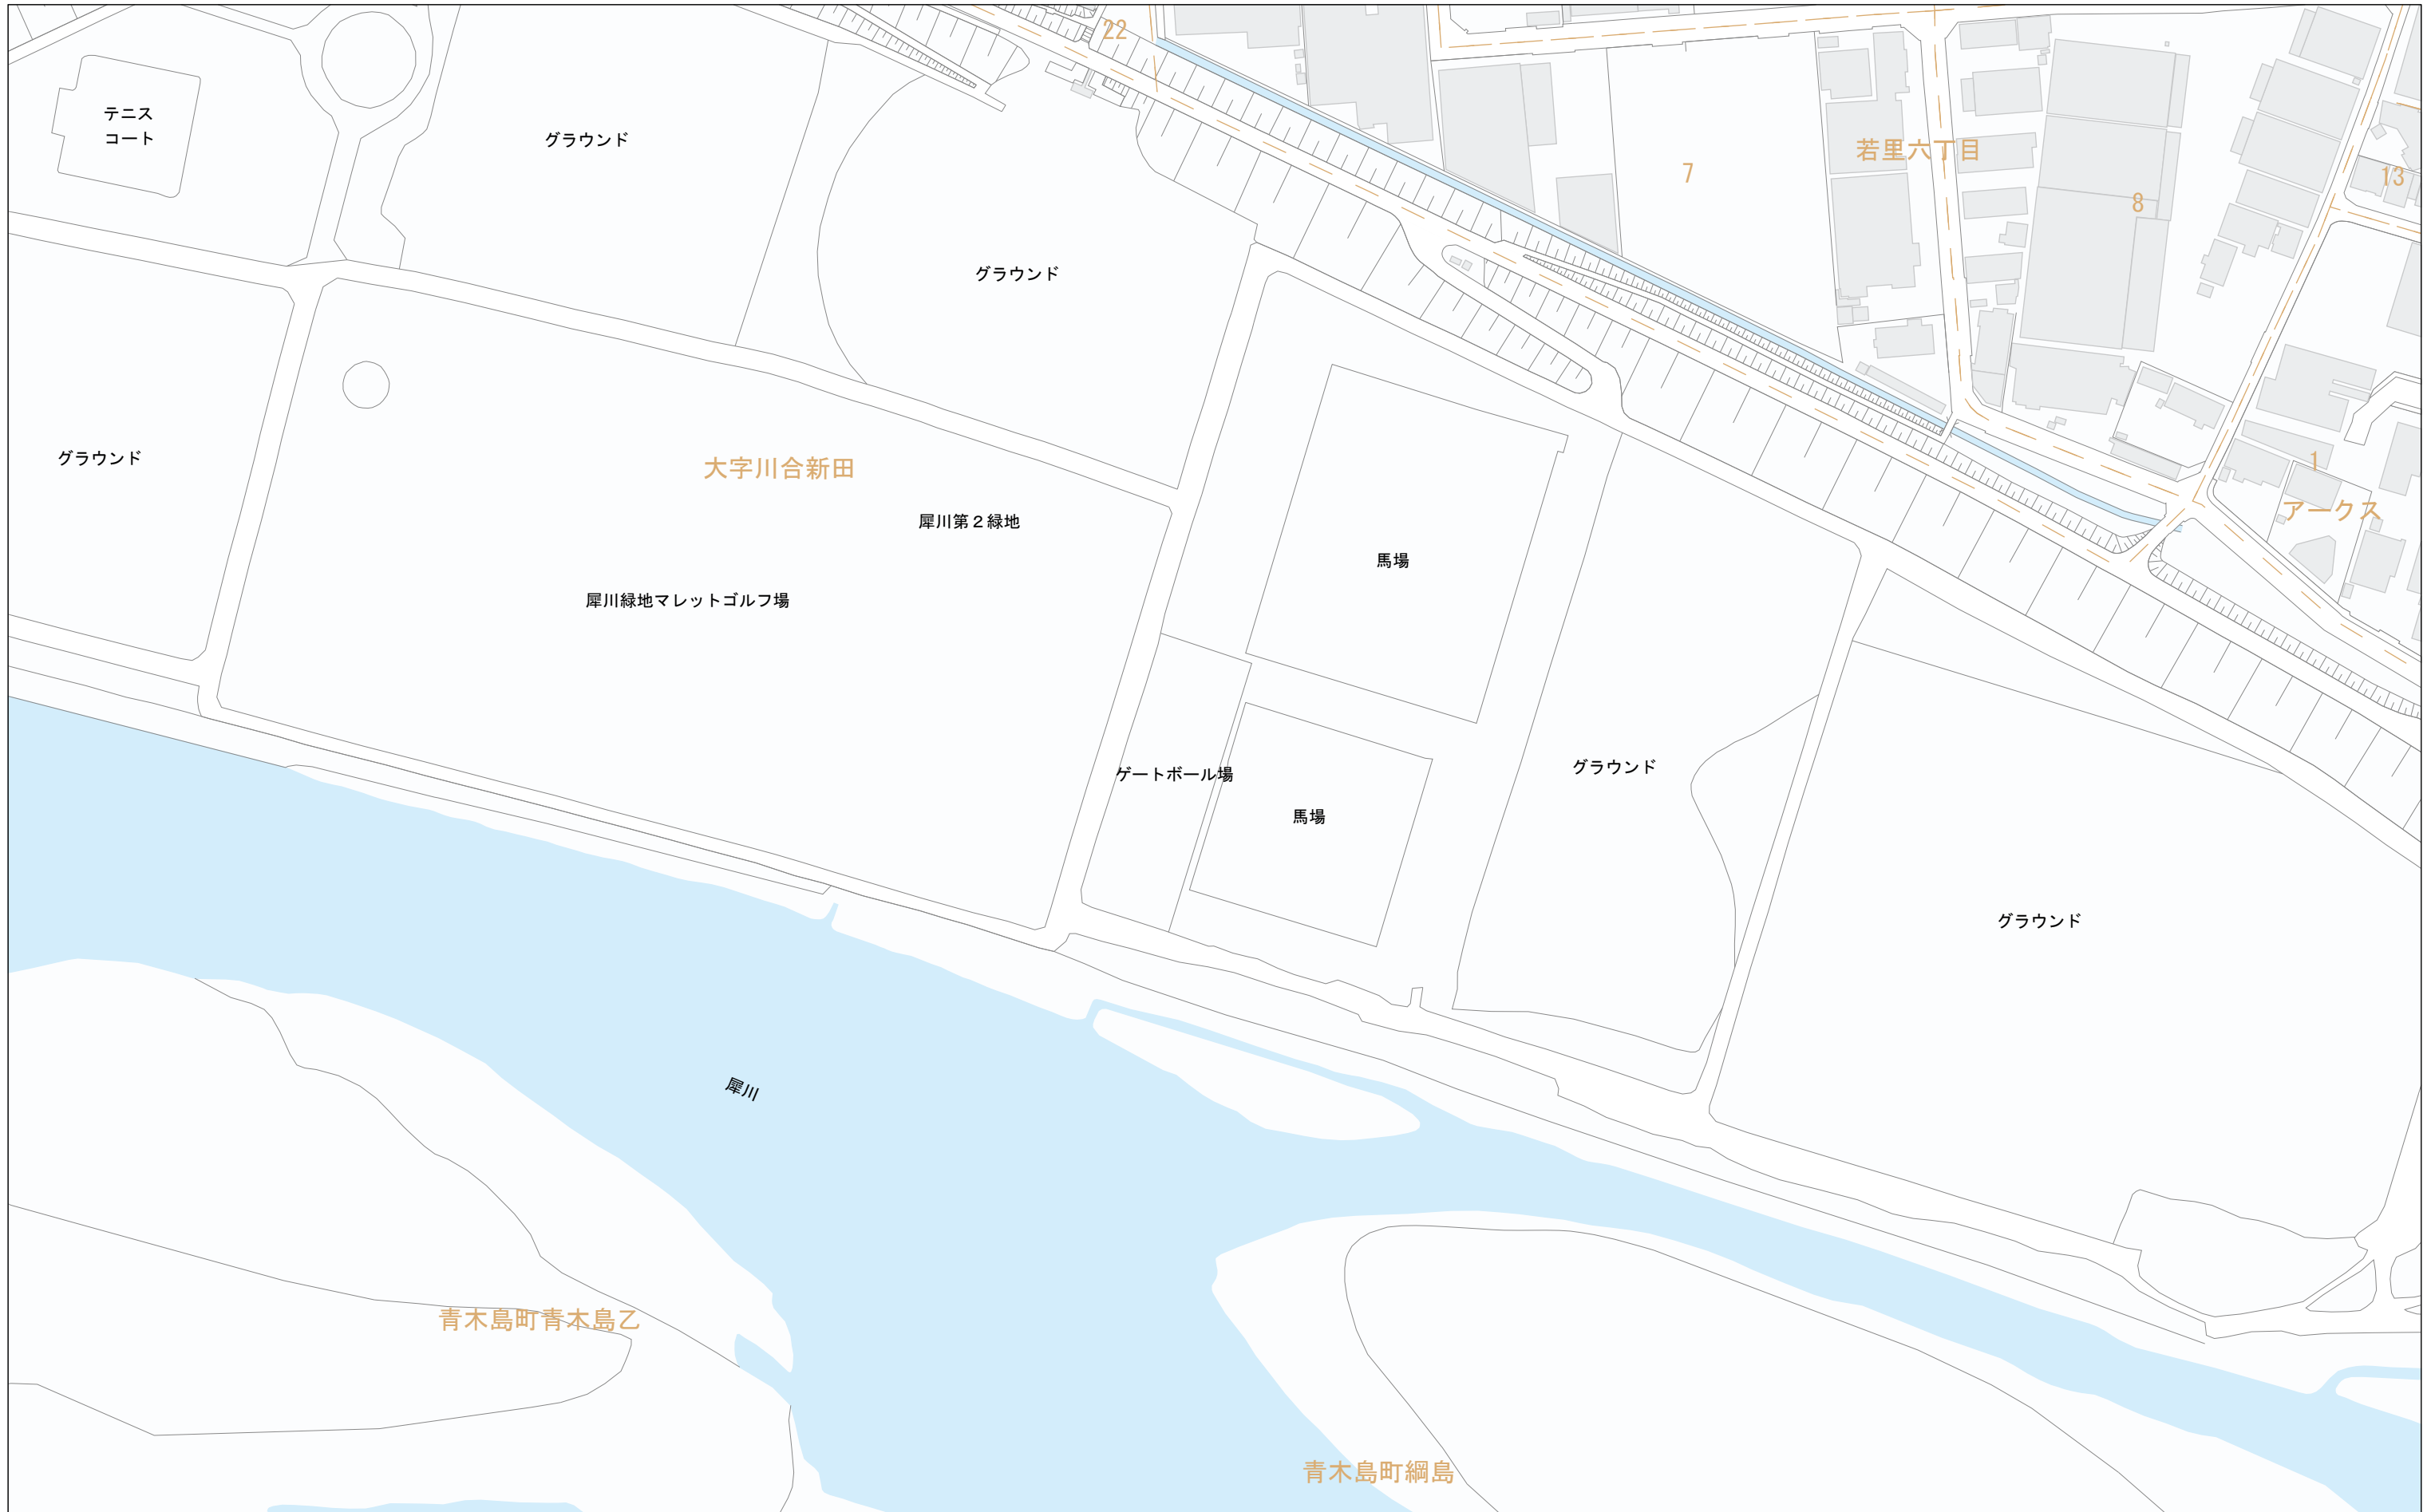 22
テニス
コート
グラウンド
若里六丁目
7
13
8
グラウンド
グラウンド
大字川合新田
1
アークス
犀川第2緑地
馬場
犀川緑地マレットゴルフ場
グラウンド
ゲートボール場
馬場
グラウンド
犀川
青木島町青木島乙
青木島町綱島